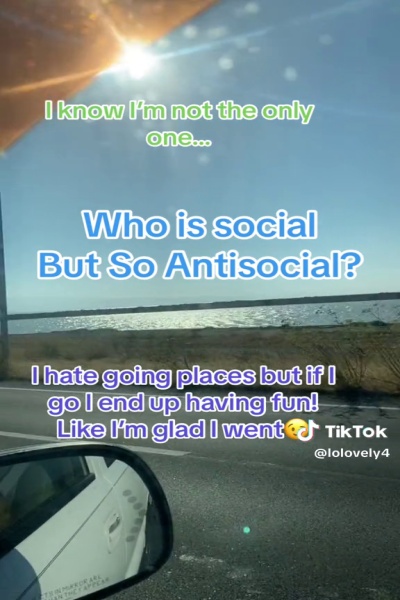 I know I'm not the only
one...
Who is social
But So Antisocial?
I hate going places but if I
go I end up having fun!
Like I'm glad I went🤣
TikTok
@lolovely4